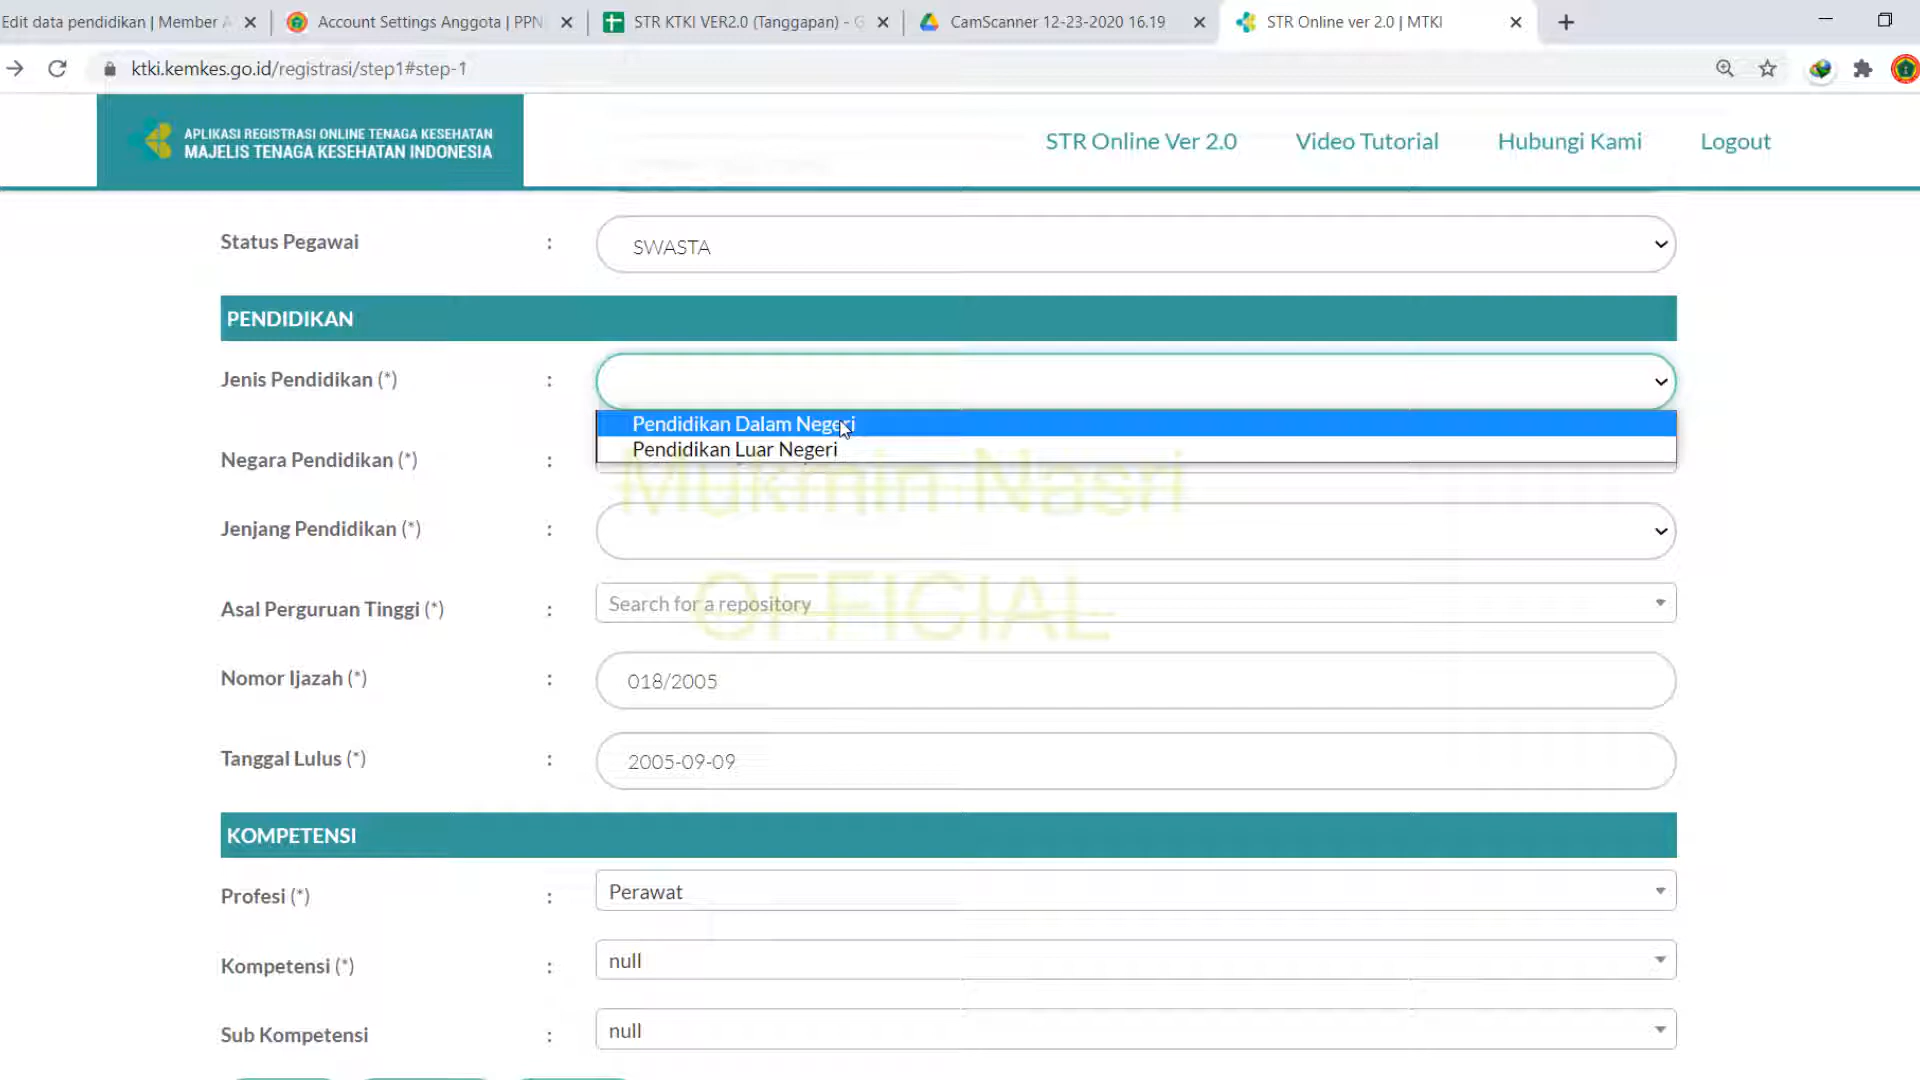 Edit data pendidikan | Member A
Account Settings Anggota | PPN
STR KTKI VER2.0 (Tanggapan) - G
CamScanner 12-23-2020 16.19
STR Online ver 2.0 | MTKI
ktki.kemkes.go.id/registrasi/step1#step-1
APLIKASI REGISTRASI ONLINE TENAGA KESEHATAN
MAJELIS TENAGA KESEHATAN INDONESIA
STR Online Ver 2.0
Video Tutorial
Hubungi Kami
Logout
Status Pegawai : SWASTA
PENDIDIKAN
Jenis Pendidikan (*) :
Pendidikan Dalam Negeri
Pendidikan Luar Negeri
Negara Pendidikan (*) :
Mukmin Nasri
Jenjang Pendidikan (*) :
Asal Perguruan Tinggi (*) : Search for a repository
OFFICIAL
Nomor Ijazah (*) : 018/2005
Tanggal Lulus (*) : 2005-09-09
KOMPETENSI
Profesi (*) : Perawat
Kompetensi (*) : null
Sub Kompetensi : null